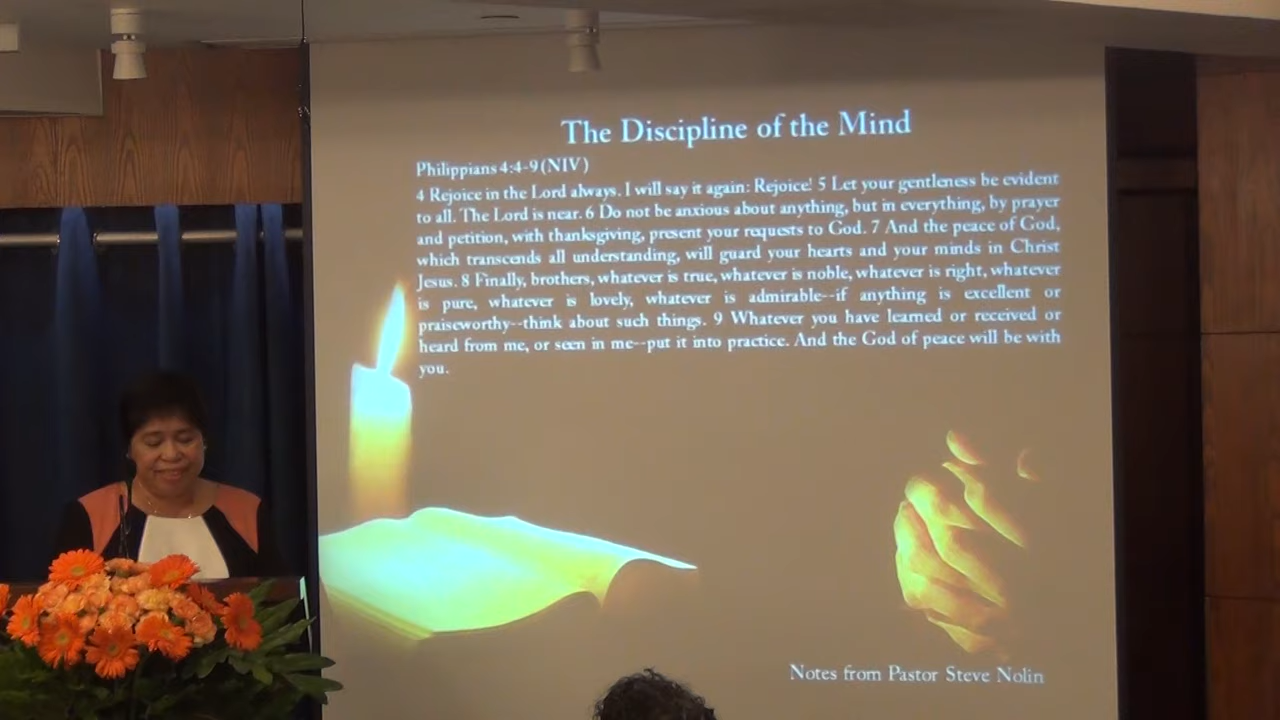 The Discipline of the Mind
Philippians 4:4-9 (NIV)
4 Rejoice in the Lord always. I will say it again: Rejoice! 5 Let your gentleness be evident
to all. The Lord is near. 6 Do not be anxious about anything, but in everything, by prayer
and petition, with thanksgiving, present your requests to God. 7 And the peace of God,
which transcends all understanding, will guard your hearts and your minds in Christ
Jesus. 8 Finally, brothers, whatever is true, whatever is noble, whatever is right, whatever
is pure, whatever is lovely, whatever is admirable--if anything is excellent or
praiseworthy--think about such things. 9 Whatever you have learned or received or
heard from me, or seen in me--put it into practice. And the God of peace will be with
you.
Notes from Pastor Steve Nolin